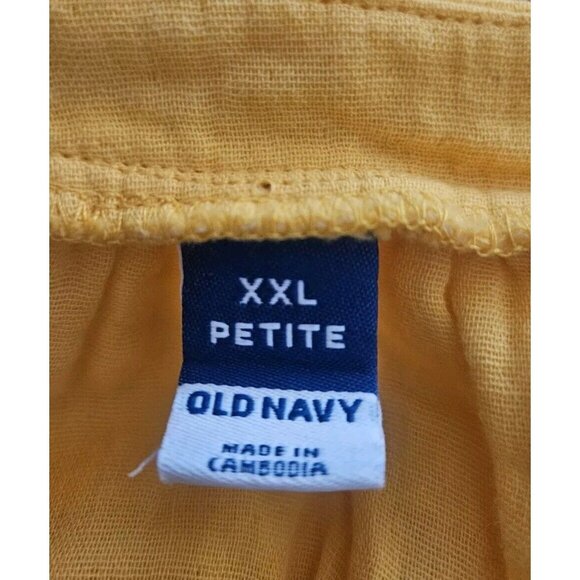 XXL
PETITE
OLD NAVY
MADE IN
CAMBODIA